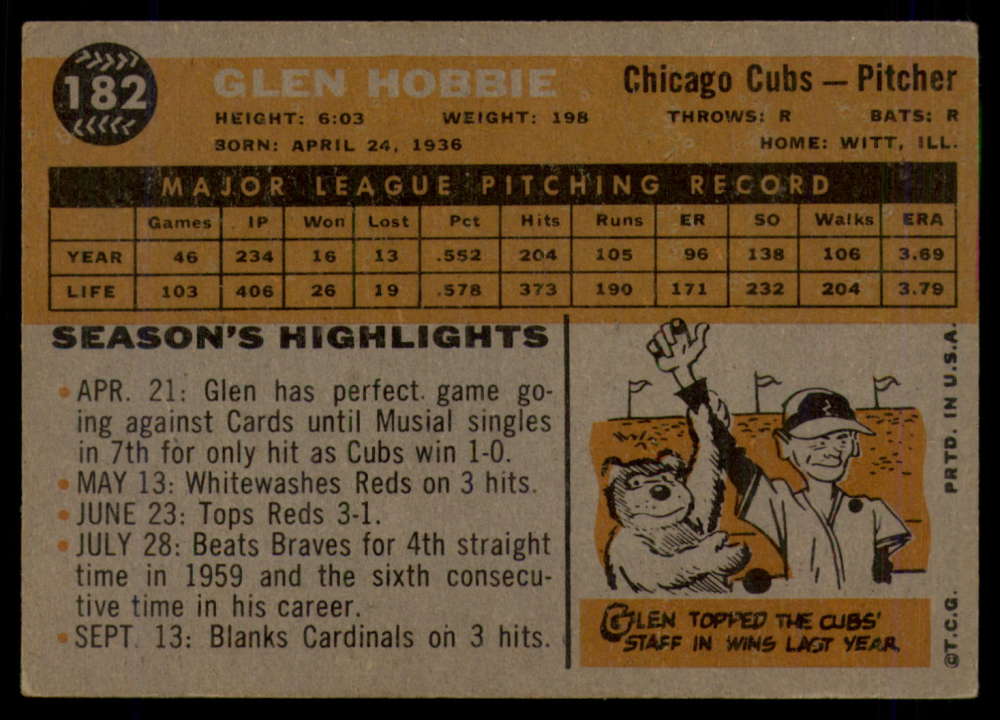 182
GLEN HOBBIE
Chicago Cubs — Pitcher
HEIGHT: 6:03 WEIGHT: 198 THROWS: R BATS: R
BORN: APRIL 24, 1936 HOME: WITT, ILL.
MAJOR LEAGUE PITCHING RECORD
Games IP Won Lost Pct Hits Runs ER SO Walks ERA
YEAR 46 234 16 13 .552 204 105 96 138 106 3.69
LIFE 103 406 26 19 .578 373 190 171 232 204 3.79
SEASON'S HIGHLIGHTS
• APR. 21: Glen has perfect game go-
ing against Cards until Musial singles
in 7th for only hit as Cubs win 1-0.
• MAY 13: Whitewashes Reds on 3 hits.
• JUNE 23: Tops Reds 3-1.
• JULY 28: Beats Braves for 4th straight
time in 1959 and the sixth consecu-
tive time in his career.
• SEPT. 13: Blanks Cardinals on 3 hits.
GLEN TOPPED THE CUBS'
STAFF IN WINS LAST YEAR.
©T.C.G. PRTD. IN U.S.A.